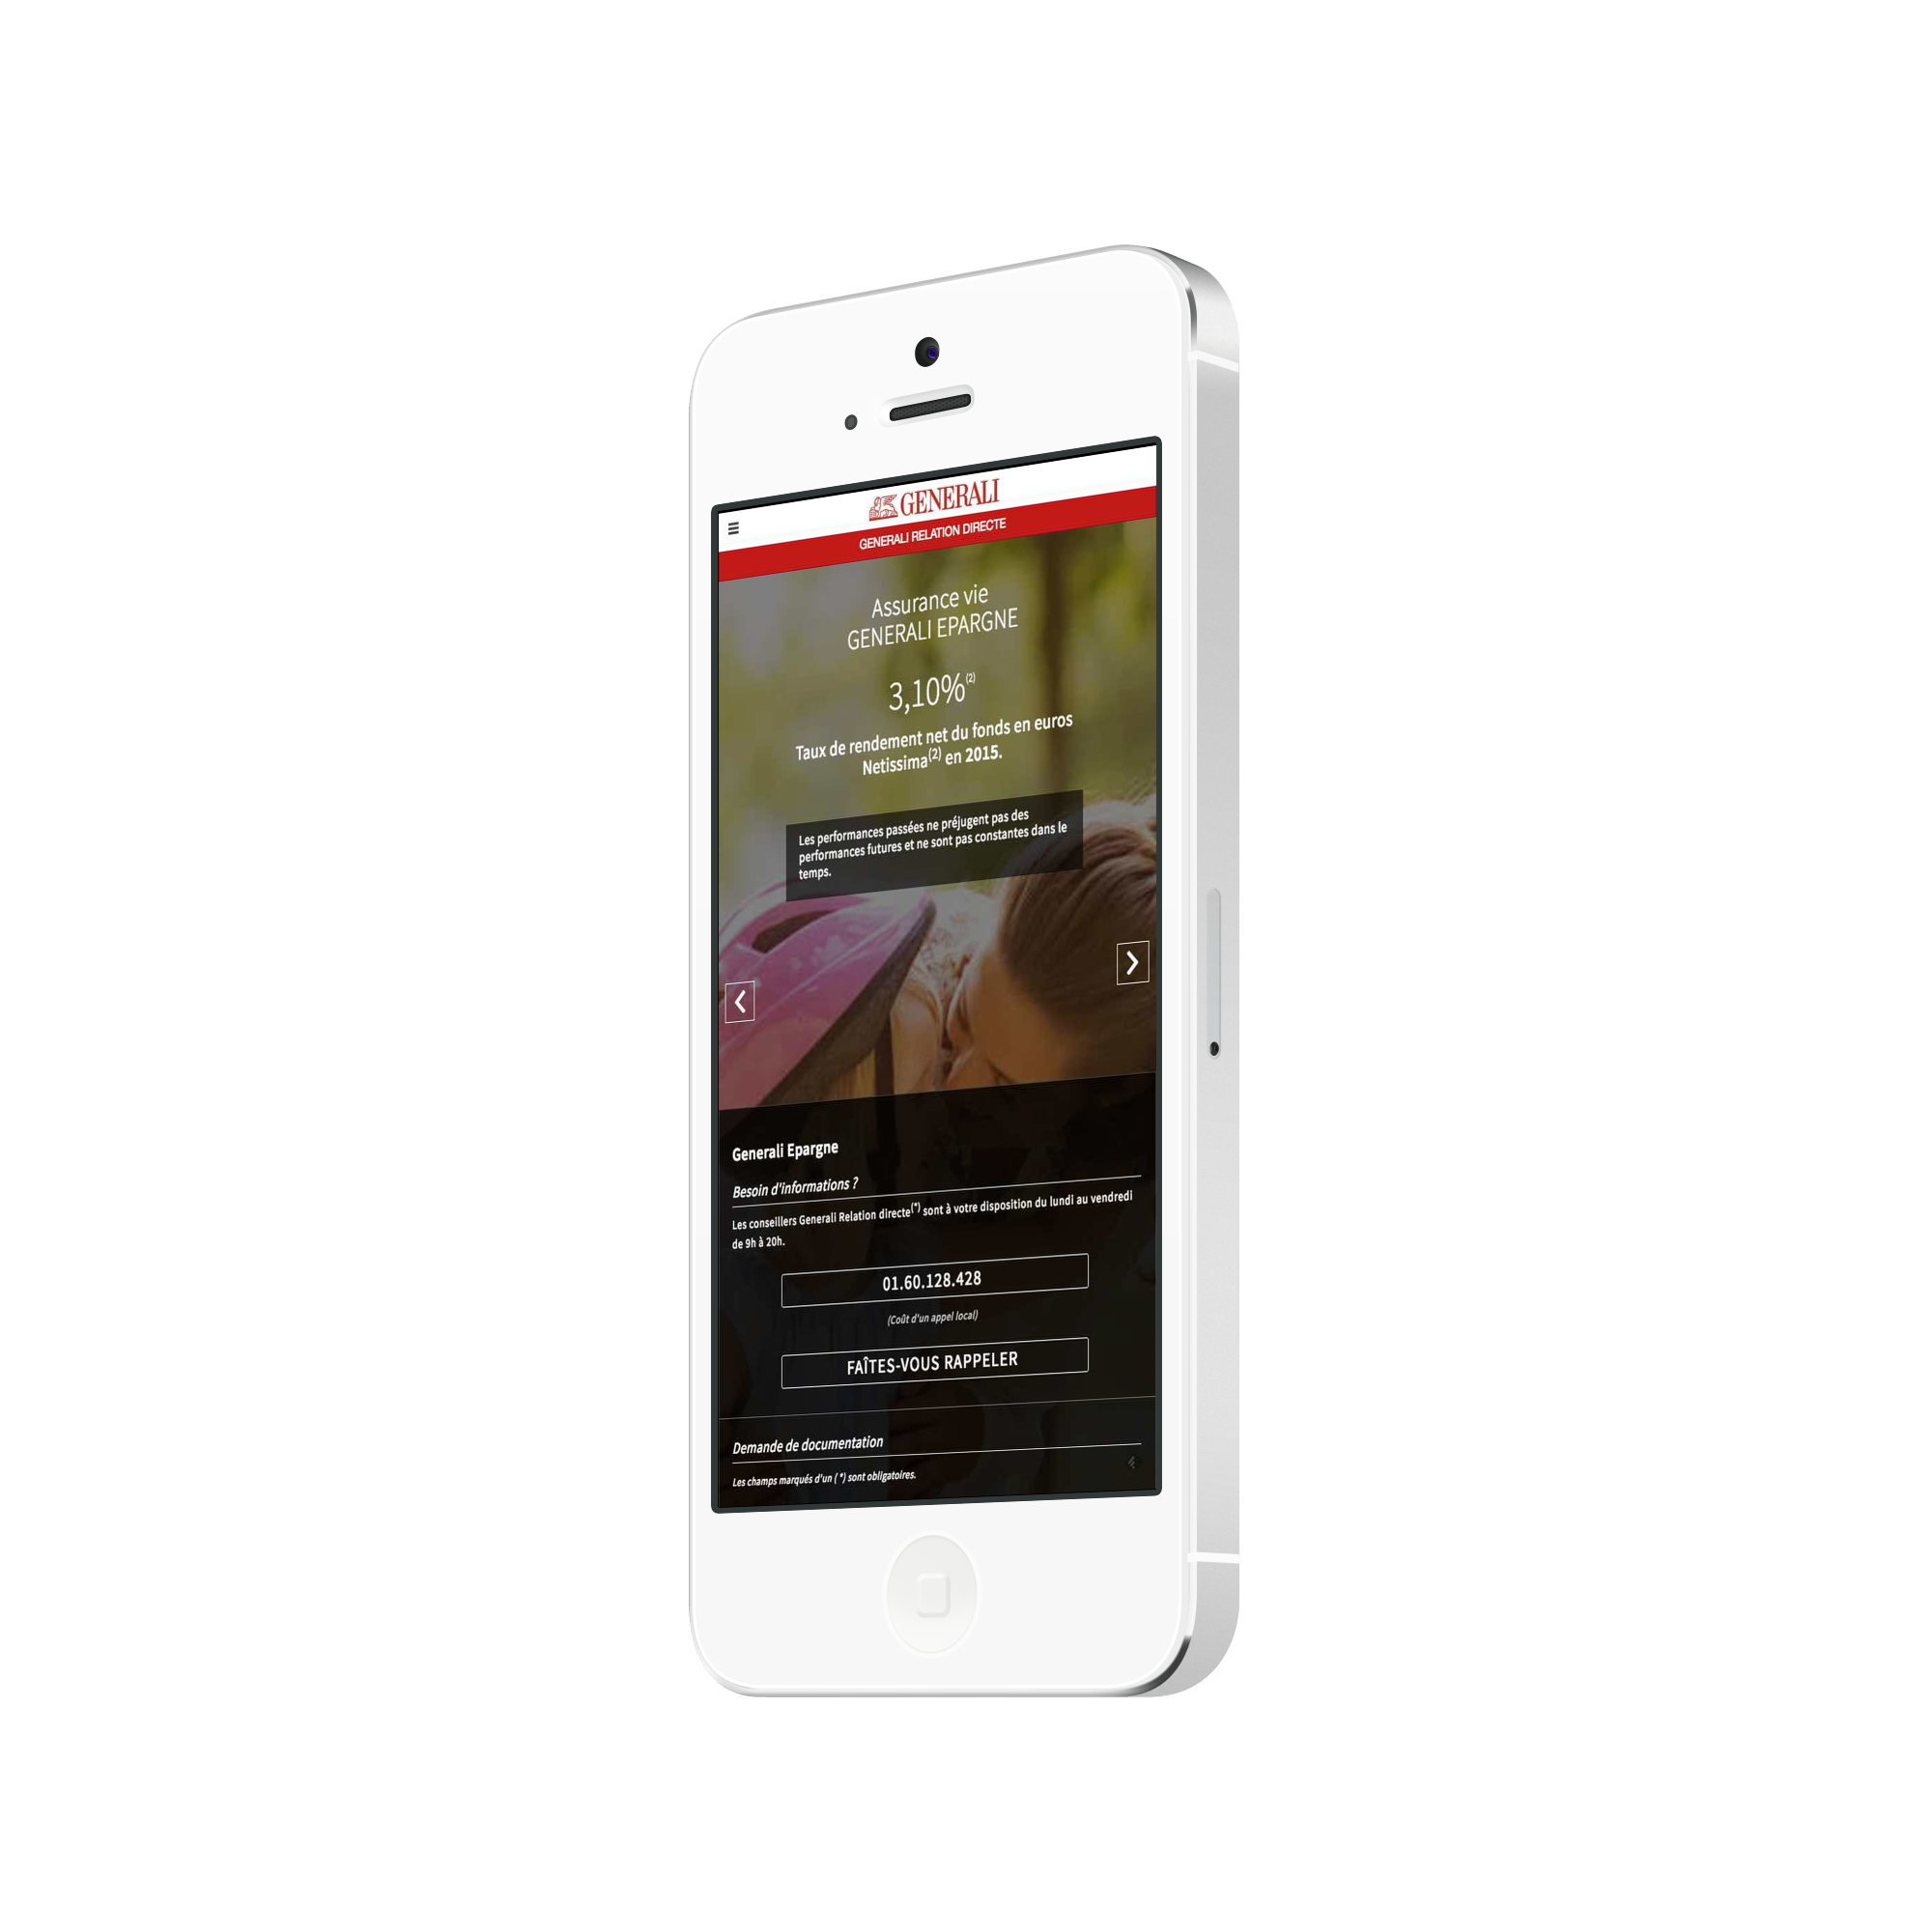 GENERALI
GENERALI RELATION DIRECTE
Assurance vie
GENERALI EPARGNE
3,10%(2)
Taux de rendement net du fonds en euros
Netissima(2) en 2015.
Les performances passées ne préjugent pas des
performances futures et ne sont pas constantes dans le
temps.
Generali Epargne
Besoin d'informations ?
Les conseillers Generali Relation directe(*) sont à votre disposition du lundi au vendredi
de 9h à 20h.
01.60.128.428
(Coût d'un appel local)
FAÎTES-VOUS RAPPELER
Demande de documentation
Les champs marqués d'un ( *) sont obligatoires.